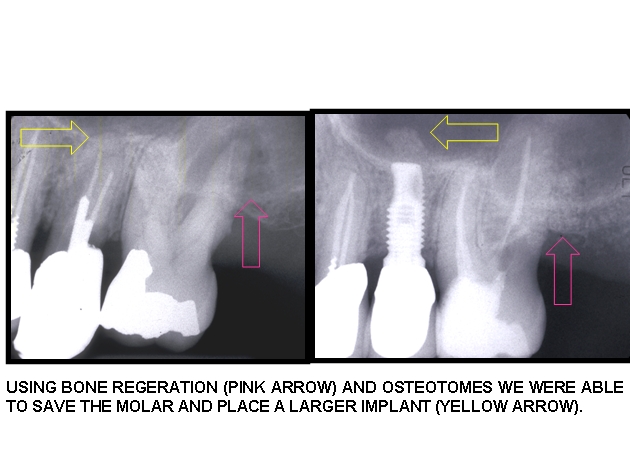 USING BONE REGERATION (PINK ARROW) AND OSTEOTOMES WE WERE ABLE
TO SAVE THE MOLAR AND PLACE A LARGER IMPLANT (YELLOW ARROW).